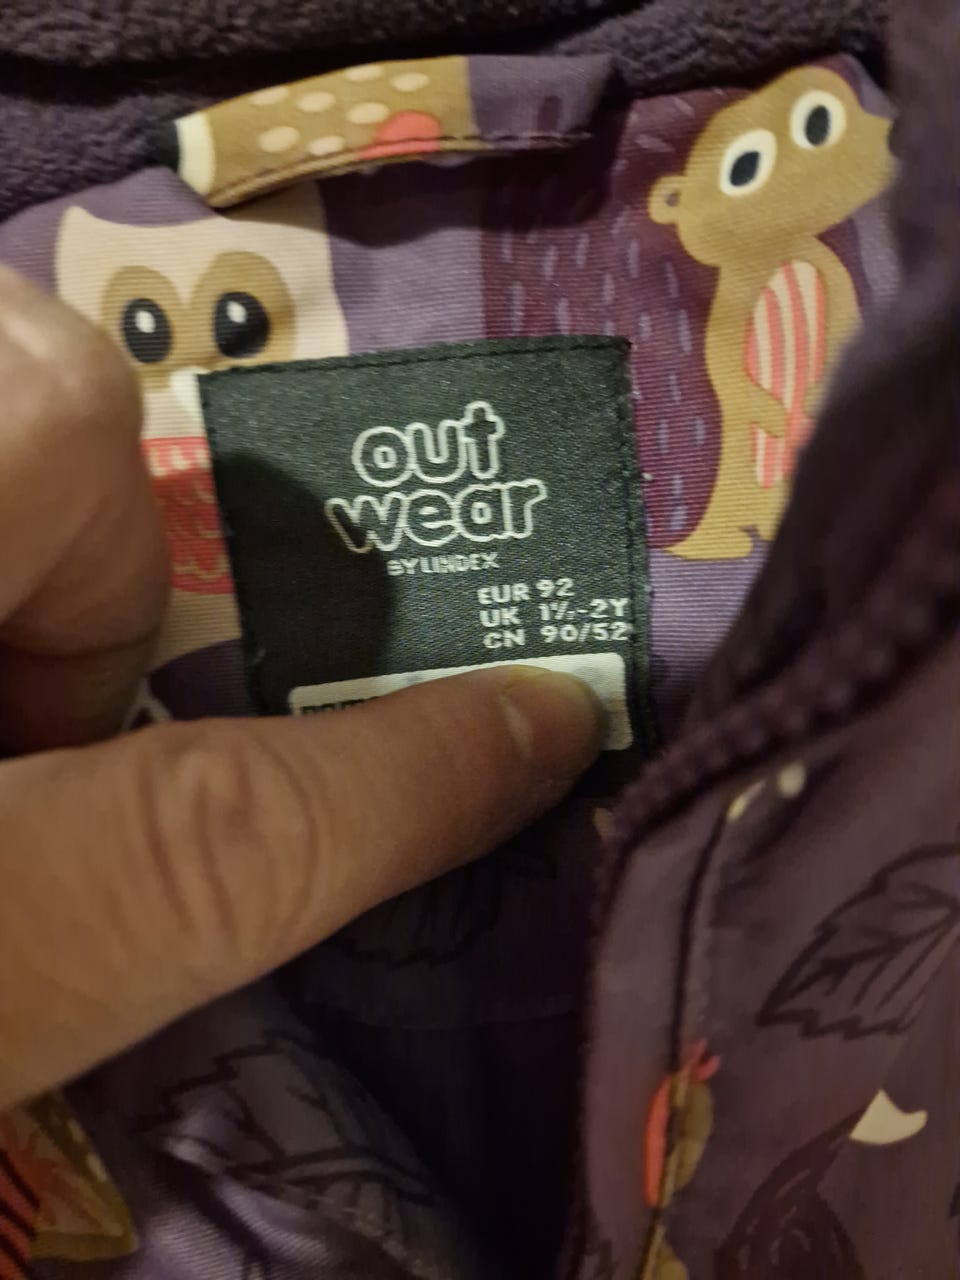 out
wear
BY LINDEX
EUR 92
UK 1½-2Y
CN 90/52